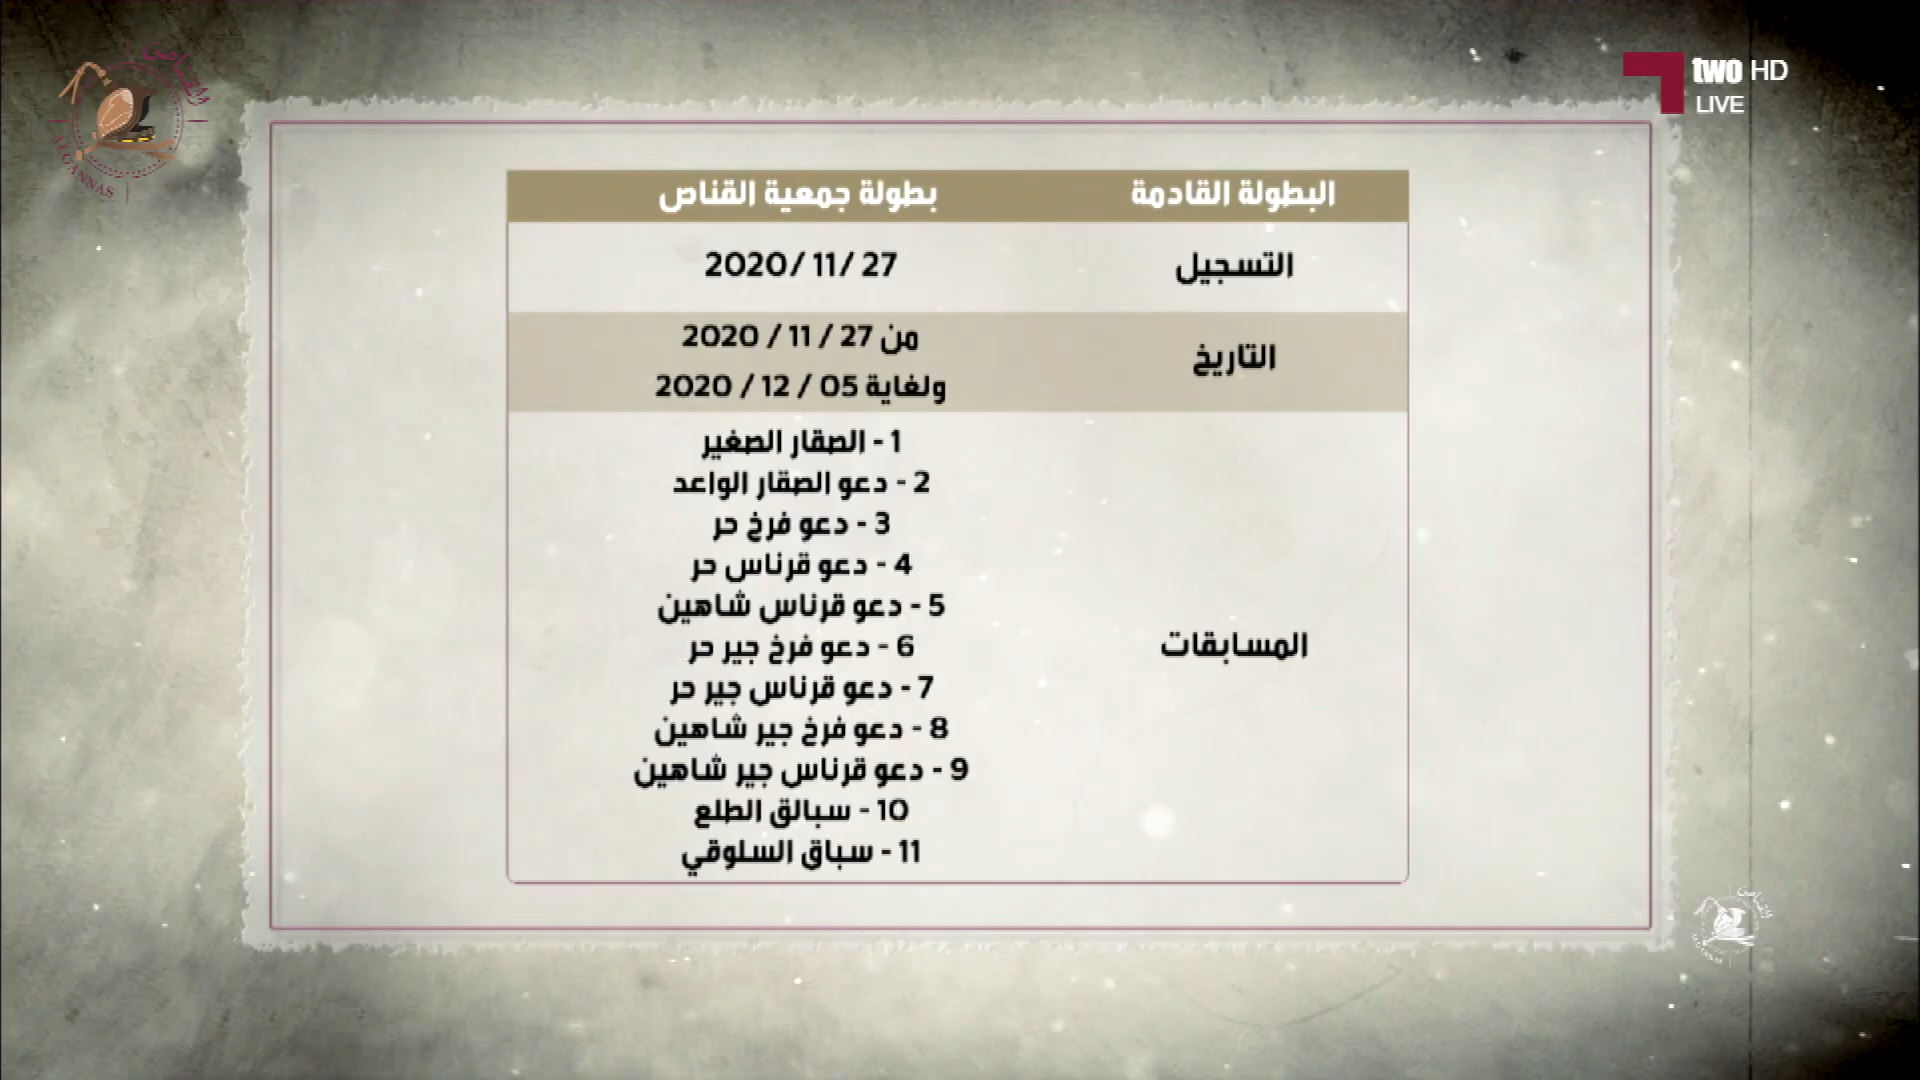 two HD
LIVE
البطولة القادمة بطولة جمعية القناص
التسجيل 27 /11 /2020
التاريخ
من 27 / 11 / 2020
ولغاية 05 / 12 / 2020
المسابقات
1 - الصقار الصغير
2 - دعو الصقار الواعد
3 - دعو فرخ حر
4 - دعو قرناس حر
5 - دعو قرناس شاهين
6 - دعو فرخ جير حر
7 - دعو قرناس جير حر
8 - دعو فرخ جير شاهين
9 - دعو قرناس جير شاهين
10 - سبالق الطلع
11 - سباق السلوقي
القناص
ALGANNAS